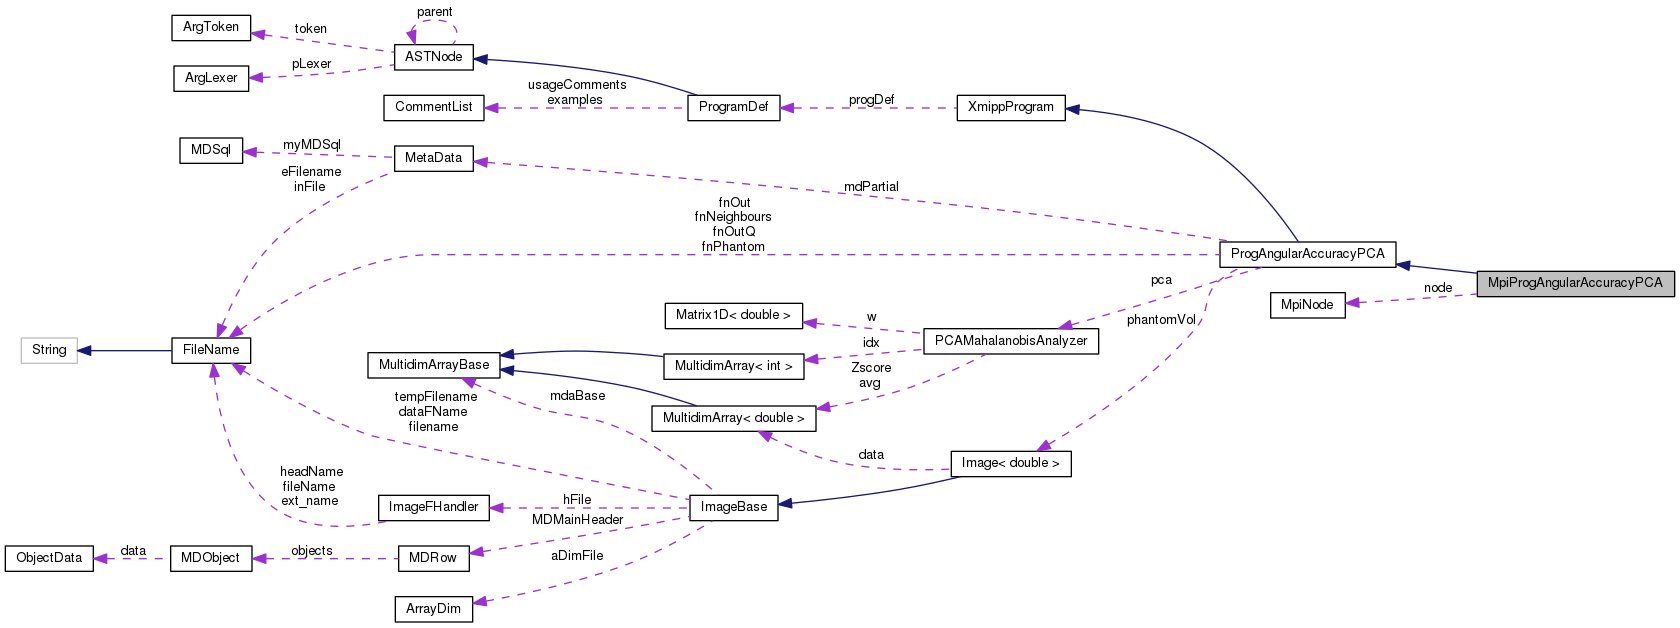 parent
ArgToken
token
ASTNode
pLexer
ArgLexer
usageComments
examples
CommentList
ProgramDef
progDef
XmippProgram
myMDSql
MDSql
MetaData
eFilename
inFile
mdPartial
fnOut
fnNeighbours
fnOutQ
fnPhantom
ProgAngularAccuracyPCA
pca
node
MpiProgAngularAccuracyPCA
MpiNode
Matrix1D< double >
w
phantomVol
PCAMahalanobisAnalyzer
idx
String
FileName
MultidimArrayBase
MultidimArray< int >
Zscore
avg
tempFilename
dataFName
filename
mdaBase
MultidimArray< double >
data
Image< double >
headName
fileName
ext_name
ImageFHandler
hFile
ImageBase
MDMainHeader
ObjectData
data
MDObject
objects
MDRow
aDimFile
ArrayDim